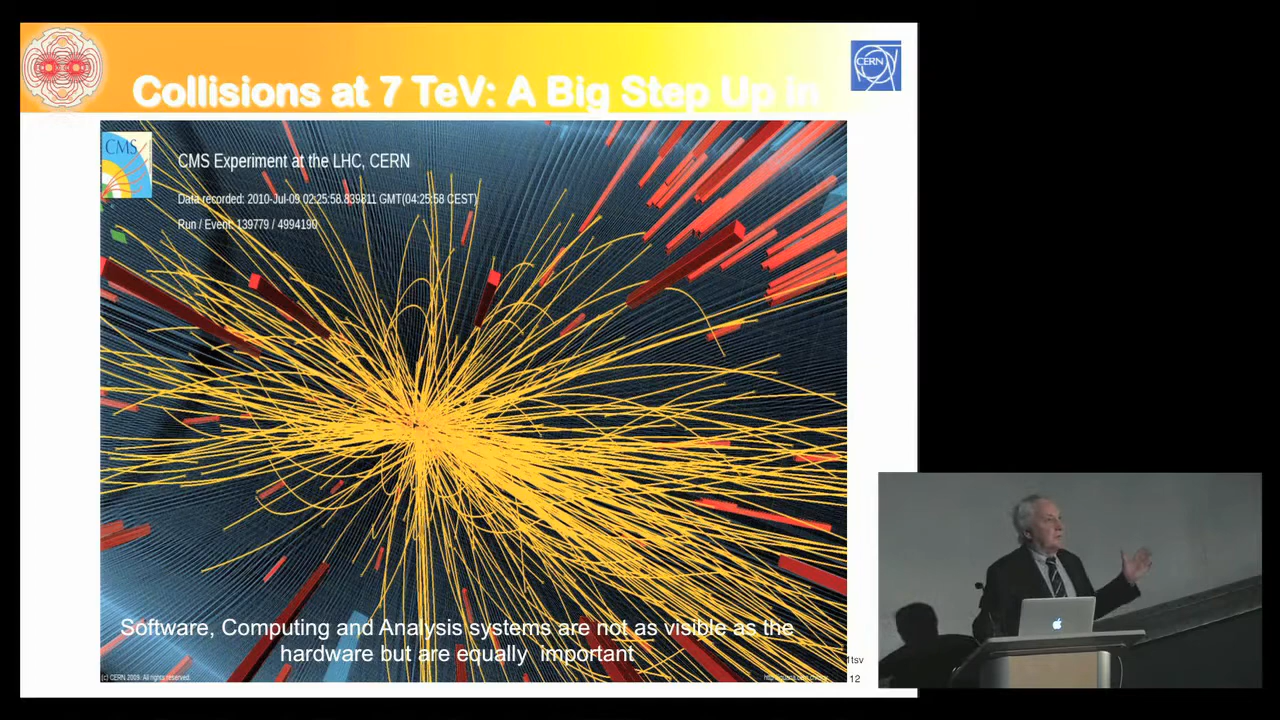 Collisions at 7 TeV: A Big Step Up in
CERN
CMS
CMS Experiment at the LHC, CERN
Data recorded: 2010-Jul-09 02:25:58.839811 GMT(04:25:58 CEST)
Run / Event: 139779 / 4994190
Software, Computing and Analysis systems are not as visible as the
hardware but are equally important
(c) CERN 2009. All rights reserved.
12